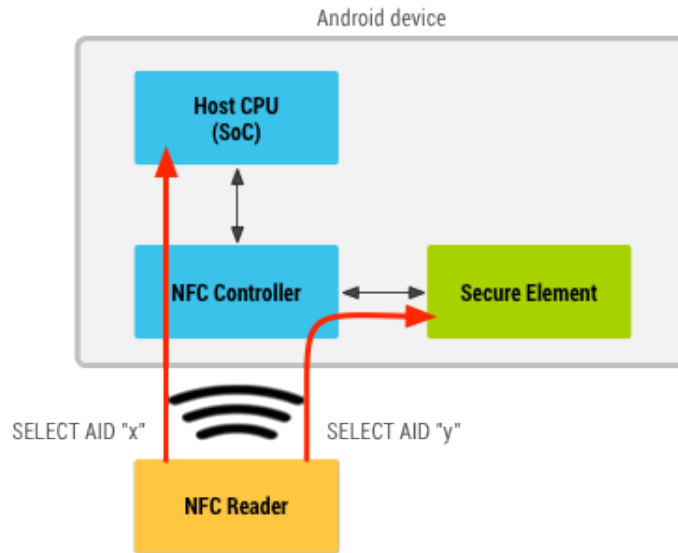 Android device
Host CPU
(SoC)
NFC Controller
Secure Element
SELECT AID "x"
SELECT AID "y"
NFC Reader